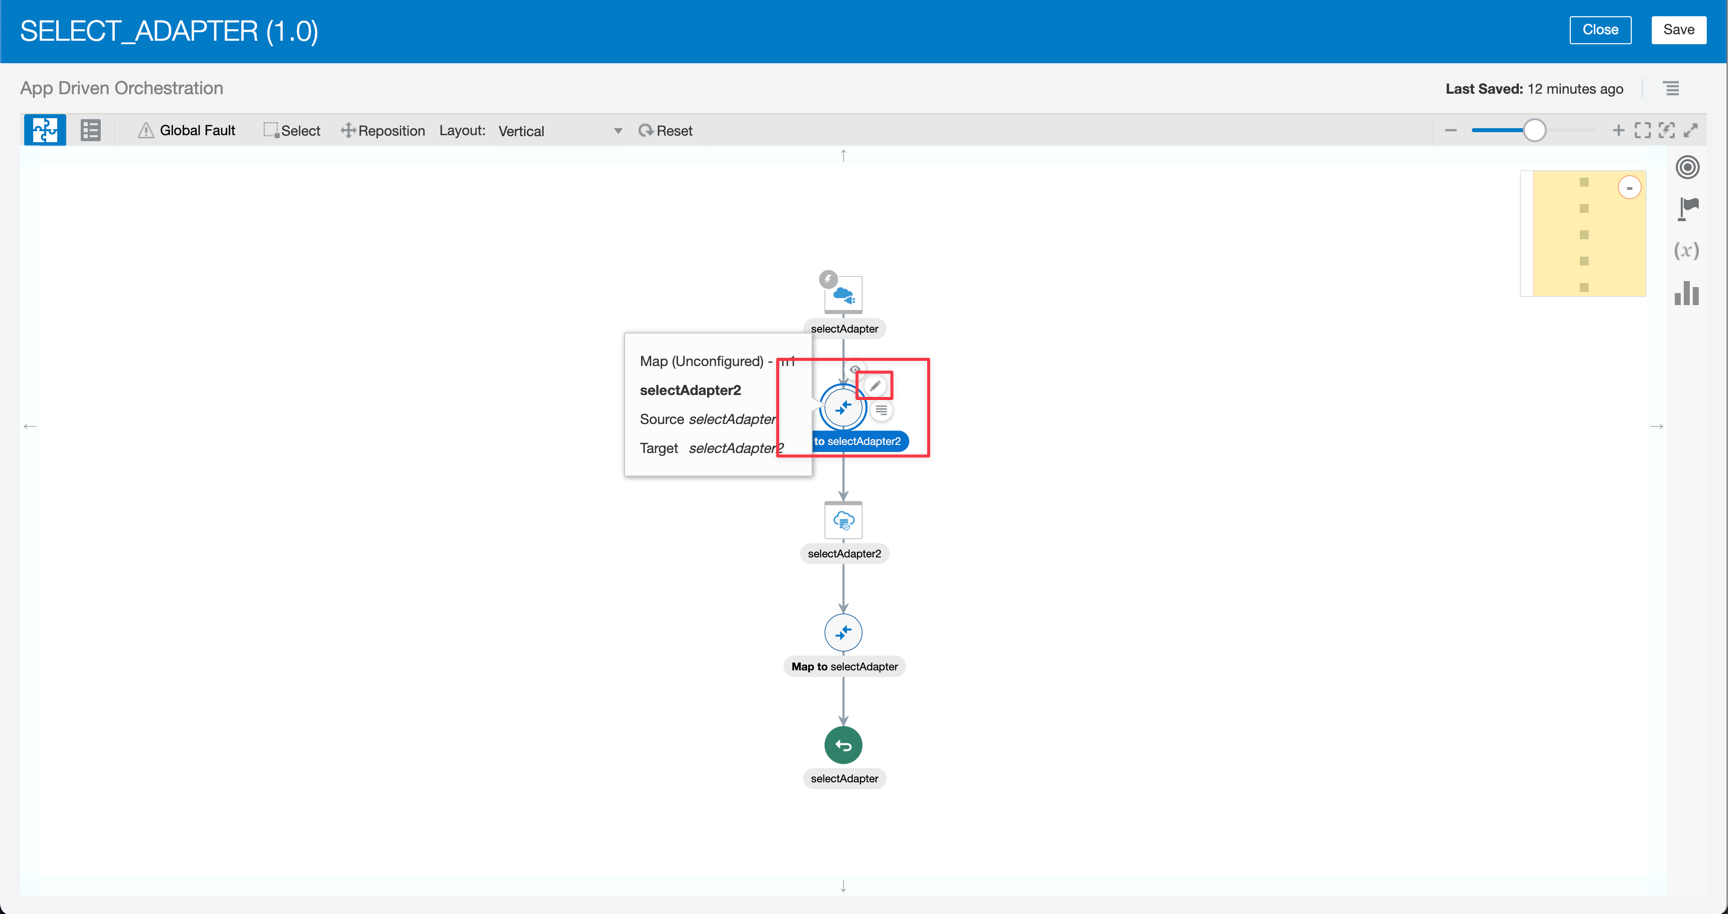 SELECT_ADAPTER (1.0)
Close
Save
App Driven Orchestration
Last Saved: 12 minutes ago
Global Fault
Select
Reposition
Layout:
Vertical
Reset
(x)
selectAdapter
Map (Unconfigured) -
selectAdapter2
Source selectAdapter
Target selectAdapter2
to selectAdapter2
selectAdapter2
Map to selectAdapter
selectAdapter